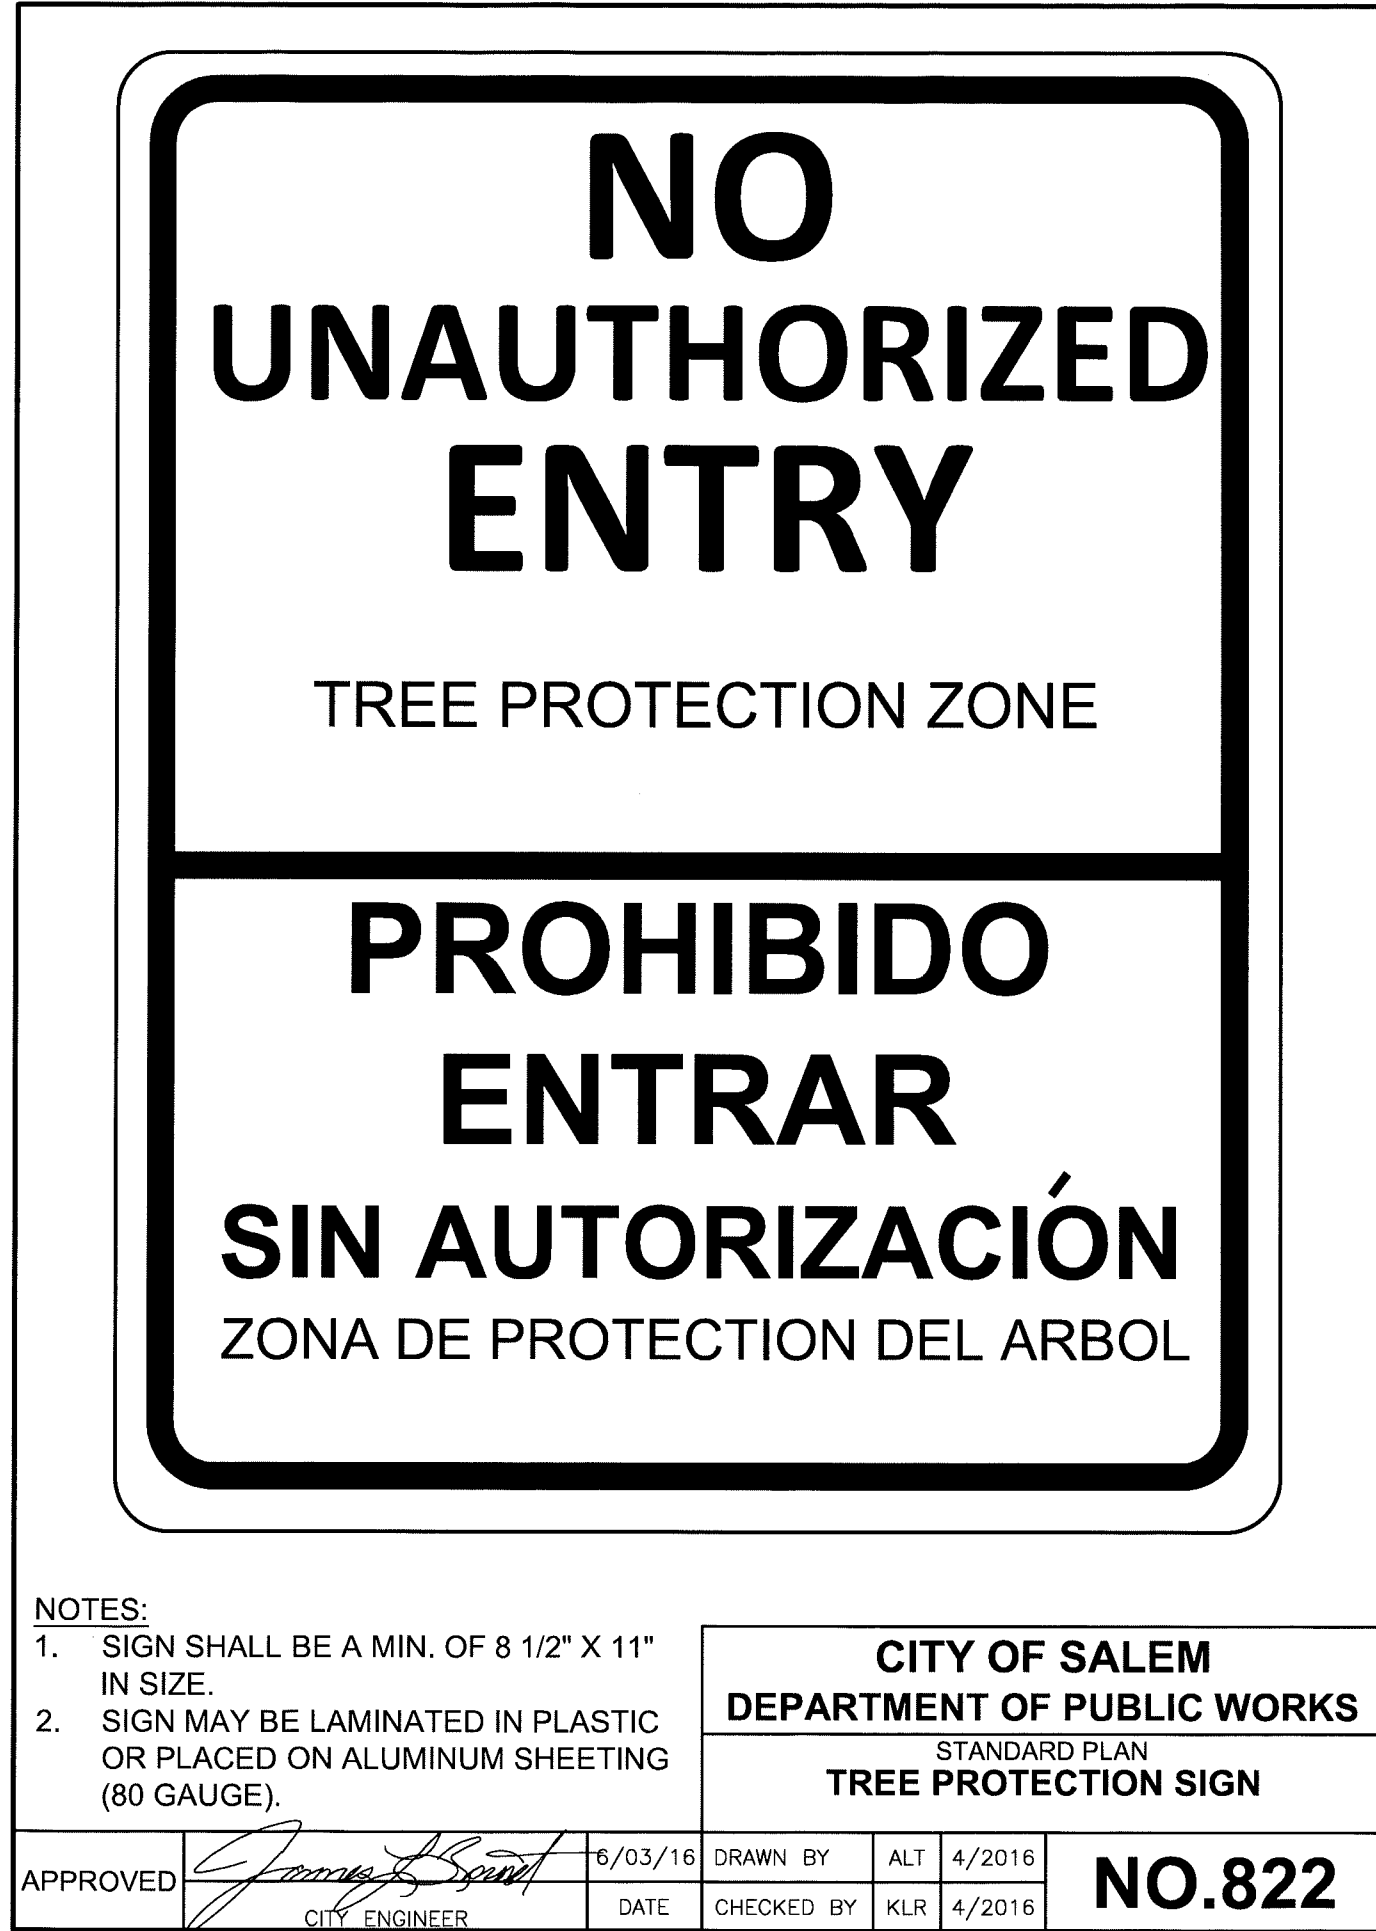 NO
UNAUTHORIZED
ENTRY
TREE PROTECTION ZONE
PROHIBIDO
ENTRAR
SIN AUTORIZACIÓN
ZONA DE PROTECTION DEL ARBOL
NOTES:
1. SIGN SHALL BE A MIN. OF 8 1/2" X 11"
IN SIZE.
2. SIGN MAY BE LAMINATED IN PLASTIC
OR PLACED ON ALUMINUM SHEETING
(80 GAUGE).
CITY OF SALEM
DEPARTMENT OF PUBLIC WORKS
STANDARD PLAN
TREE PROTECTION SIGN
APPROVED
CITY ENGINEER
6/03/16
DATE
DRAWN BY ALT 4/2016
CHECKED BY KLR 4/2016
NO.822